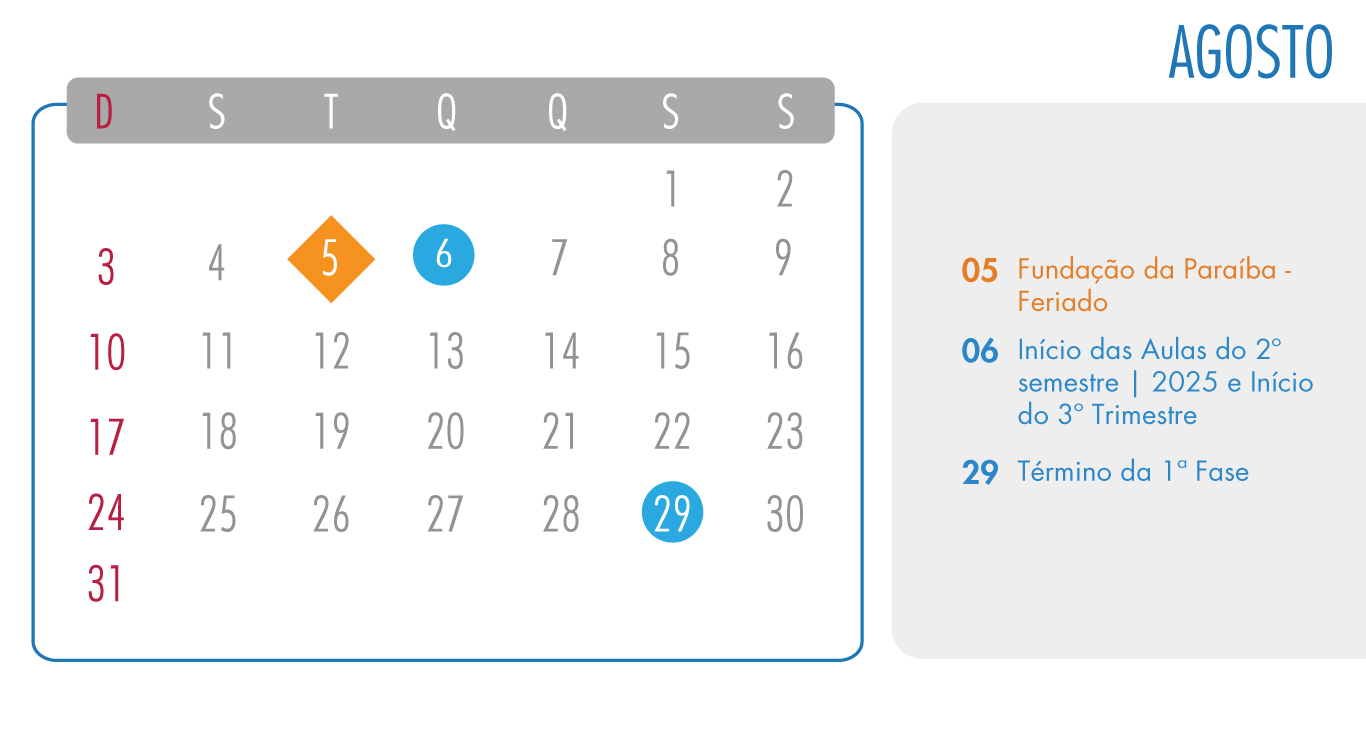 AGOSTO
D S T Q Q S S
1 2
3 4 5 6 7 8 9
10 11 12 13 14 15 16
17 18 19 20 21 22 23
24 25 26 27 28 29 30
31
05 Fundação da Paraíba -
Feriado
06 Início das Aulas do 2º
semestre | 2025 e Início
do 3º Trimestre
29 Término da 1ª Fase